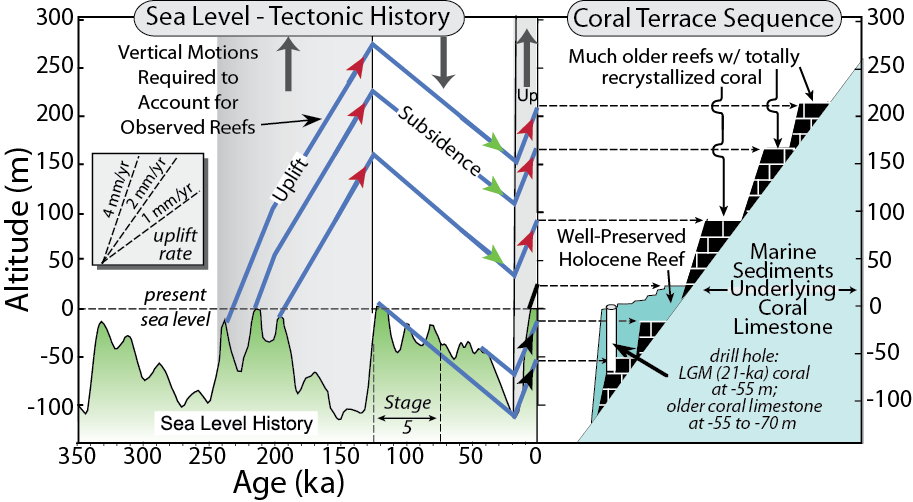 Sea Level - Tectonic History
Coral Terrace Sequence
300
250
200
150
100
50
0
-50
-100
Altitude (m)
Vertical Motions
Required to
Account for
Observed Reefs
4 mm/yr
2 mm/yr
1 mm/yr
uplift
rate
Uplift
Subsidence
Up
present
sea level
Sea Level History
Stage
5
350
300
250
200
150
100
50
0
Age (ka)
Much older reefs w/ totally
recrystallized coral
Well-Preserved
Holocene Reef
Marine
Sediments
Underlying
Coral
Limestone
drill hole:
LGM (21-ka) coral
at -55 m;
older coral limestone
at -55 to -70 m
300
250
200
150
100
50
0
-50
-100